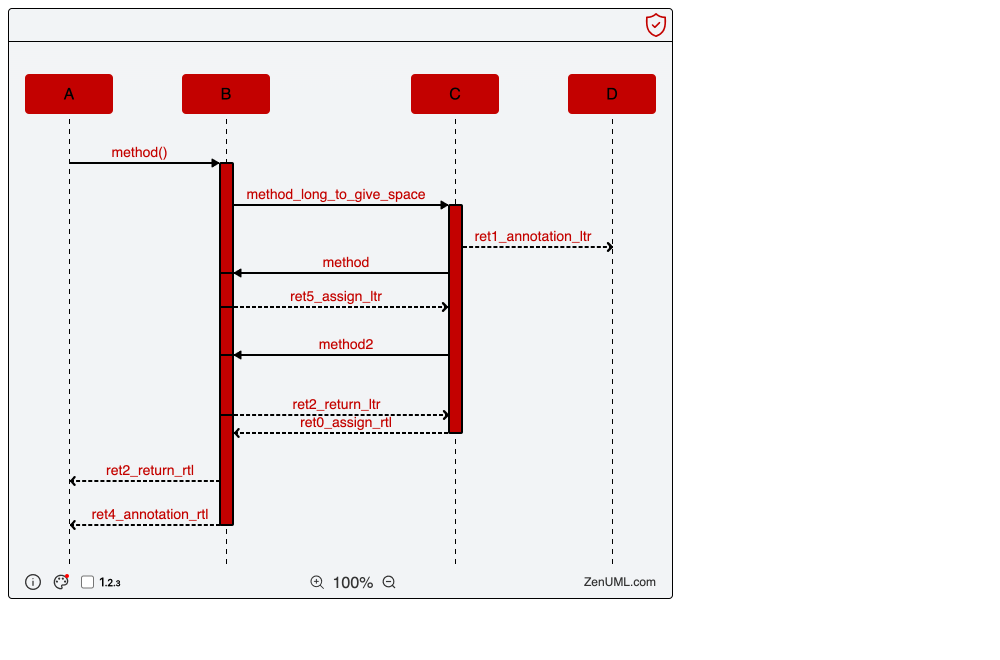 A B C D
method()
method_long_to_give_space
ret1_annotation_ltr
method
ret5_assign_ltr
method2
ret2_return_ltr
ret0_assign_rtl
ret2_return_rtl
ret4_annotation_rtl
1.2.3 100% ZenUML.com